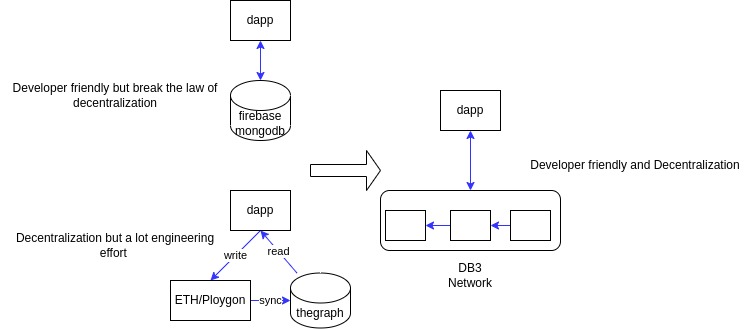 dapp
Developer friendly but break the law of
decentralization
firebase
mongodb
dapp
Decentralization but a lot engineering
effort
write
read
ETH/Ploygon
sync
thegraph
dapp
Developer friendly and Decentralization
DB3
Network